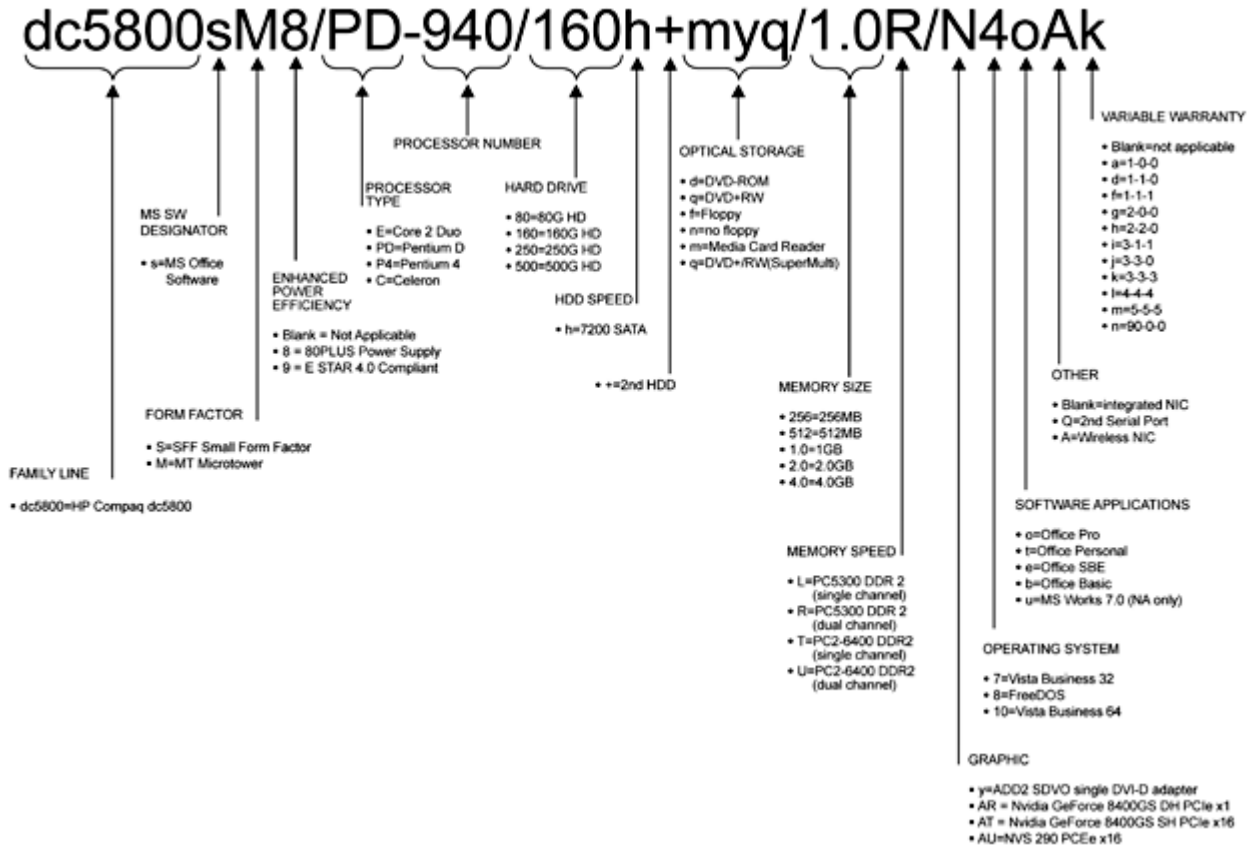 dc5800sM8/PD-940/160h+myq/1.0R/N4oAk
VARIABLE WARRANTY
• Blank=not applicable
• a=1-0-0
• d=1-1-0
• f=1-1-1
• g=2-0-0
• h=2-2-0
• i=3-1-1
• j=3-3-0
• k=3-3-3
• l=4-4-4
• m=5-5-5
• n=90-0-0
PROCESSOR NUMBER
OPTICAL STORAGE
• d=DVD-ROM
• q=DVD+RW
• f=Floppy
• n=no floppy
• m=Media Card Reader
• q=DVD+/RW(SuperMulti)
PROCESSOR
TYPE
• E=Core 2 Duo
• PD=Pentium D
• P4=Pentium 4
• C=Celeron
HARD DRIVE
• 80=80G HD
• 160=160G HD
• 250=250G HD
• 500=500G HD
MS SW
DESIGNATOR
• s=MS Office
Software
ENHANCED
POWER
EFFICIENCY
• Blank = Not Applicable
• 8 = 80PLUS Power Supply
• 9 = E STAR 4.0 Compliant
HDD SPEED
• h=7200 SATA
• +=2nd HDD
MEMORY SIZE
• 256=256MB
• 512=512MB
• 1.0=1GB
• 2.0=2.0GB
• 4.0=4.0GB
OTHER
• Blank=integrated NIC
• Q=2nd Serial Port
• A=Wireless NIC
FORM FACTOR
• S=SFF Small Form Factor
• M=MT Microtower
FAMILY LINE
• dc5800=HP Compaq dc5800
SOFTWARE APPLICATIONS
• o=Office Pro
• t=Office Personal
• e=Office SBE
• b=Office Basic
• u=MS Works 7.0 (NA only)
MEMORY SPEED
• L=PC5300 DDR 2
(single channel)
• R=PC5300 DDR 2
(dual channel)
• T=PC2-6400 DDR2
(single channel)
• U=PC2-6400 DDR2
(dual channel)
OPERATING SYSTEM
• 7=Vista Business 32
• 8=FreeDOS
• 10=Vista Business 64
GRAPHIC
• y=ADD2 SDVO single DVI-D adapter
• AR = Nvidia GeForce 8400GS DH PCIe x1
• AT = Nvidia GeForce 8400GS SH PCIe x16
• AU=NVS 290 PCEe x16